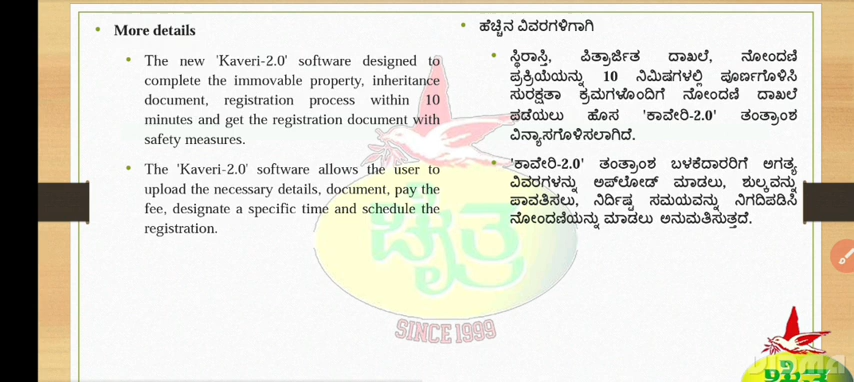 • More details
• The new 'Kaveri-2.0' software designed to
complete the immovable property, inheritance
document, registration process within 10
minutes and get the registration document with
safety measures.
• The 'Kaveri-2.0' software allows the user to
upload the necessary details, document, pay the
fee, designate a specific time and schedule the
registration.
• ಹೆಚ್ಚಿನ ವಿವರಗಳಿಗಾಗಿ
• ಸ್ಥಿರಾಸ್ತಿ, ಪಿತ್ರಾರ್ಜಿತ ದಾಖಲೆ, ನೋಂದಣಿ
ಪ್ರಕ್ರಿಯೆಯನ್ನು 10 ನಿಮಿಷಗಳಲ್ಲಿ ಪೂರ್ಣಗೊಳಿಸಿ
ಸುರಕ್ಷತಾ ಕ್ರಮಗಳೊಂದಿಗೆ ನೋಂದಣಿ ದಾಖಲೆ
ಪಡೆಯಲು ಹೊಸ 'ಕಾವೇರಿ-2.0' ತಂತ್ರಾಂಶ
ವಿನ್ಯಾಸಗೊಳಿಸಲಾಗಿದೆ.
• 'ಕಾವೇರಿ-2.0' ತಂತ್ರಾಂಶ ಬಳಕೆದಾರರಿಗೆ ಅಗತ್ಯ
ವಿವರಗಳನ್ನು ಅಪ್‌ಲೋಡ್ ಮಾಡಲು, ಶುಲ್ಕವನ್ನು
ಪಾವತಿಸಲು, ನಿರ್ದಿಷ್ಟ ಸಮಯವನ್ನು ನಿಗದಿಪಡಿಸಿ
ನೋಂದಣಿಯನ್ನು ಮಾಡಲು ಅನುಮತಿಸುತ್ತದೆ.
ಚೈತ್ರ
SINCE 1999
ಚೈತ್ರ